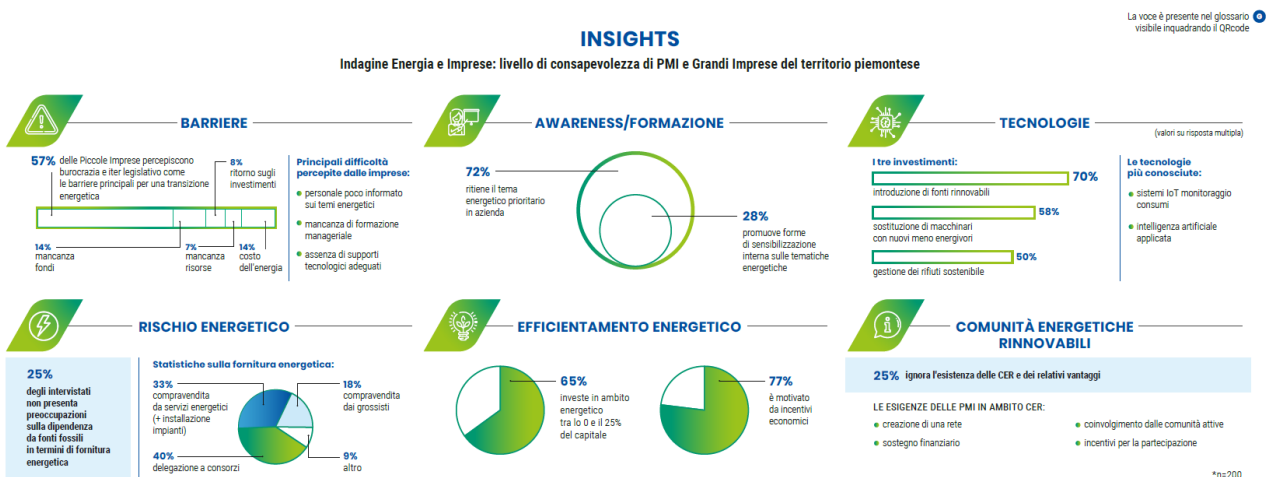 La voce è presente nel glossario
visibile inquadrando il QRcode
INSIGHTS
Indagine Energia e Imprese: livello di consapevolezza di PMI e Grandi Imprese del territorio piemontese
BARRIERE
57% delle Piccole Imprese percepiscono
burocrazia e iter legislativo come
le barriere principali per una transizione
energetica
8%
ritorno sugli
investimenti
14%
mancanza
fondi
7%
mancanza
risorse
14%
costo
dell'energia
Principali difficoltà
percepite dalle imprese:
personale poco informato
sui temi energetici
mancanza di formazione
manageriale
assenza di supporti
tecnologici adeguati
AWARENESS/FORMAZIONE
72%
ritiene il tema
energetico prioritario
in azienda
28%
promuove forme
di sensibilizzazione
interna sulle tematiche
energetiche
TECNOLOGIE
(valori su risposta multipla)
I tre investimenti:
70%
introduzione di fonti rinnovabili
58%
sostituzione di macchinari
con nuovi meno energivori
50%
gestione dei rifiuti sostenibile
Le tecnologie
più conosciute:
sistemi IoT monitoraggio
consumi
intelligenza artificiale
applicata
RISCHIO ENERGETICO
25%
degli intervistati
non presenta
preoccupazioni
sulla dipendenza
da fonti fossili
in termini di fornitura
energetica
Statistiche sulla fornitura energetica:
33%
compravendita
da servizi energetici
(+ installazione
impianti)
18%
compravendita
dai grossisti
40%
delegazione a consorzi
9%
altro
EFFICIENTAMENTO ENERGETICO
65%
investe in ambito
energetico
tra lo 0 e il 25%
del capitale
77%
è motivato
da incentivi
economici
COMUNITÀ ENERGETICHE
RINNOVABILI
25% ignora l'esistenza delle CER e dei relativi vantaggi
LE ESIGENZE DELLE PMI IN AMBITO CER:
creazione di una rete
sostegno finanziario
coinvolgimento dalle comunità attive
incentivi per la partecipazione
*n=200